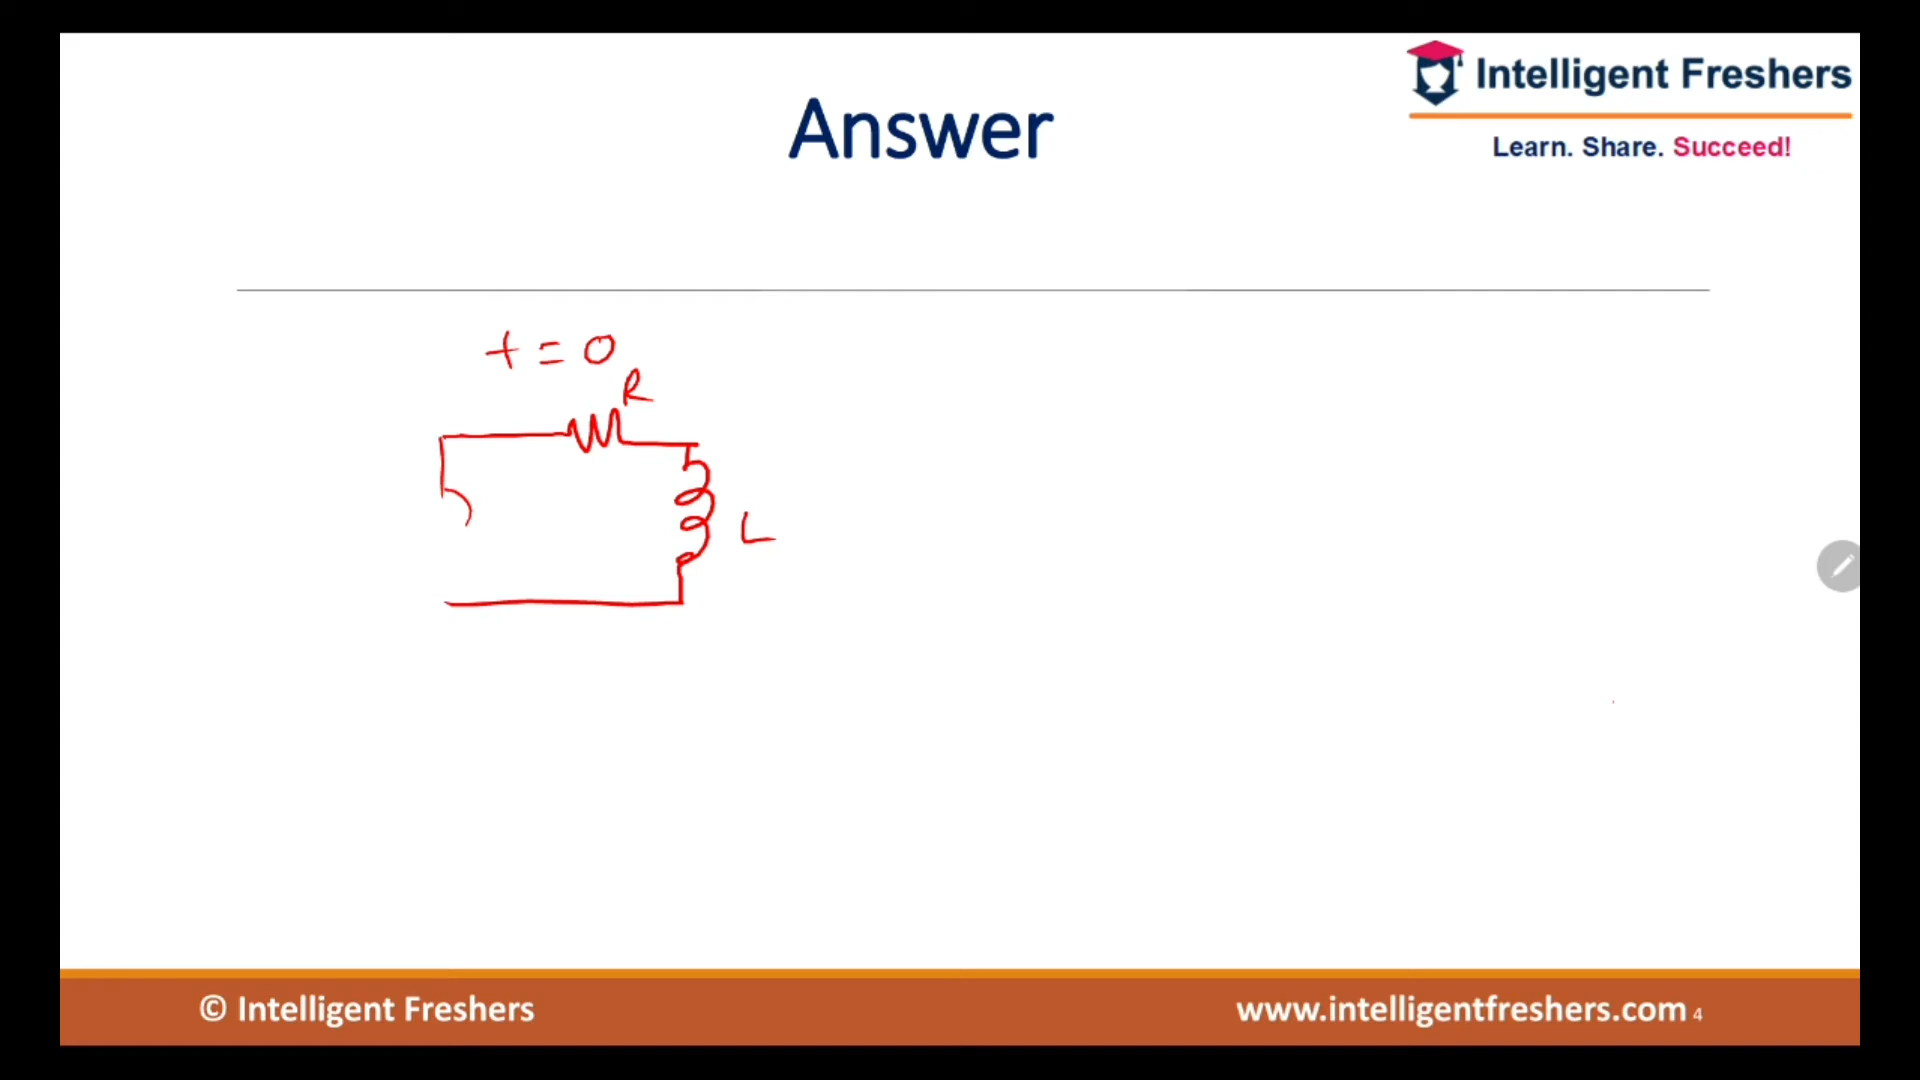 Intelligent Freshers
Learn. Share. Succeed!
Answer
t = 0
R
L
© Intelligent Freshers
www.intelligentfreshers.com 4